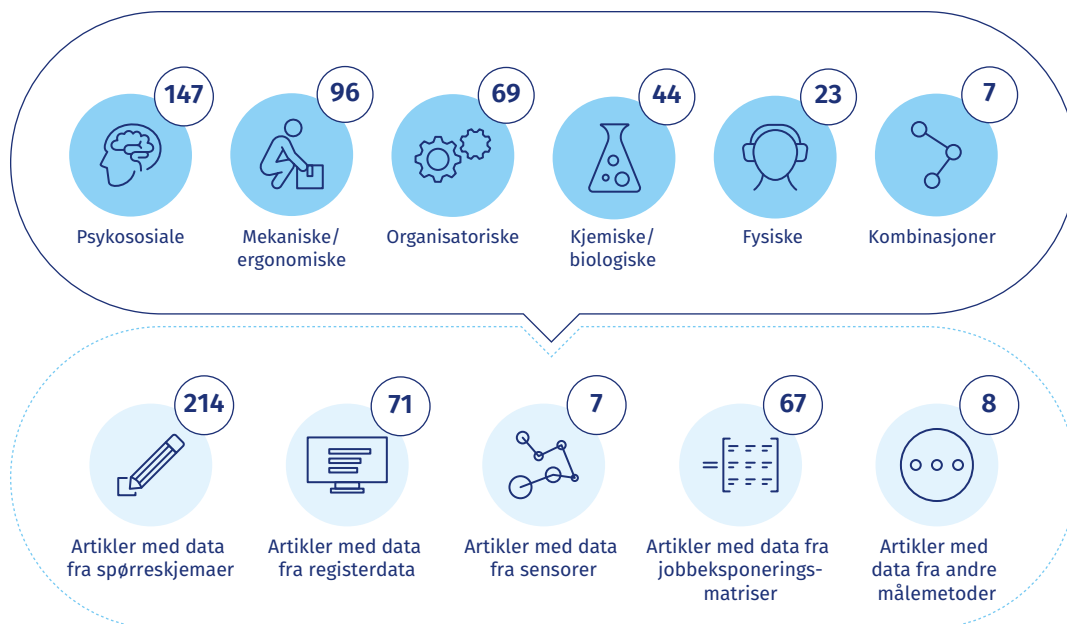 147
96
69
44
23
7
Psykososiale
Mekaniske/
ergonomiske
Organisatoriske
Kjemiske/
biologiske
Fysiske
Kombinasjoner
214
71
7
67
8
Artikler med data
fra spørreskjemaer
Artikler med data
fra registerdata
Artikler med data
fra sensorer
Artikler med data fra
jobbeksponerings-
matriser
Artikler med
data fra andre
målemetoder